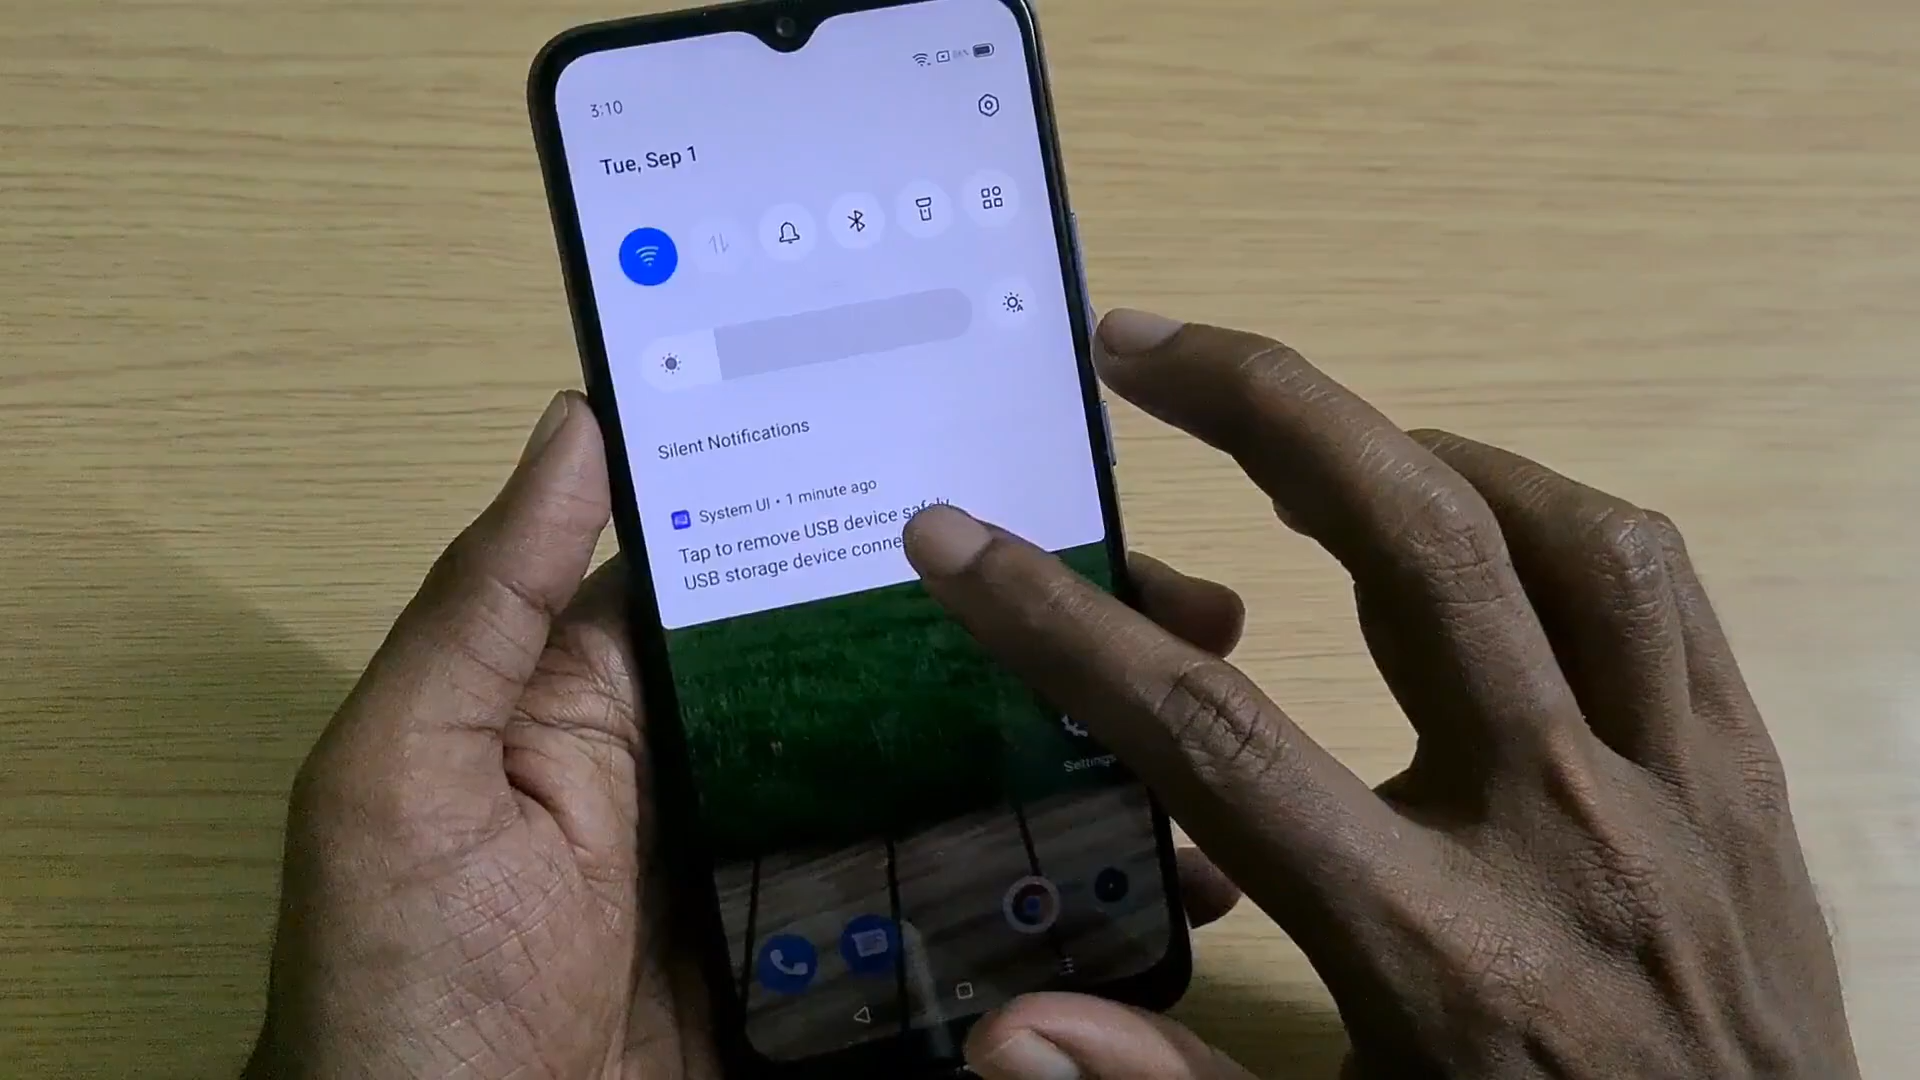 3:10
Tue, Sep 1
Silent Notifications
System UI • 1 minute ago
Tap to remove USB device safely
USB storage device
Settings